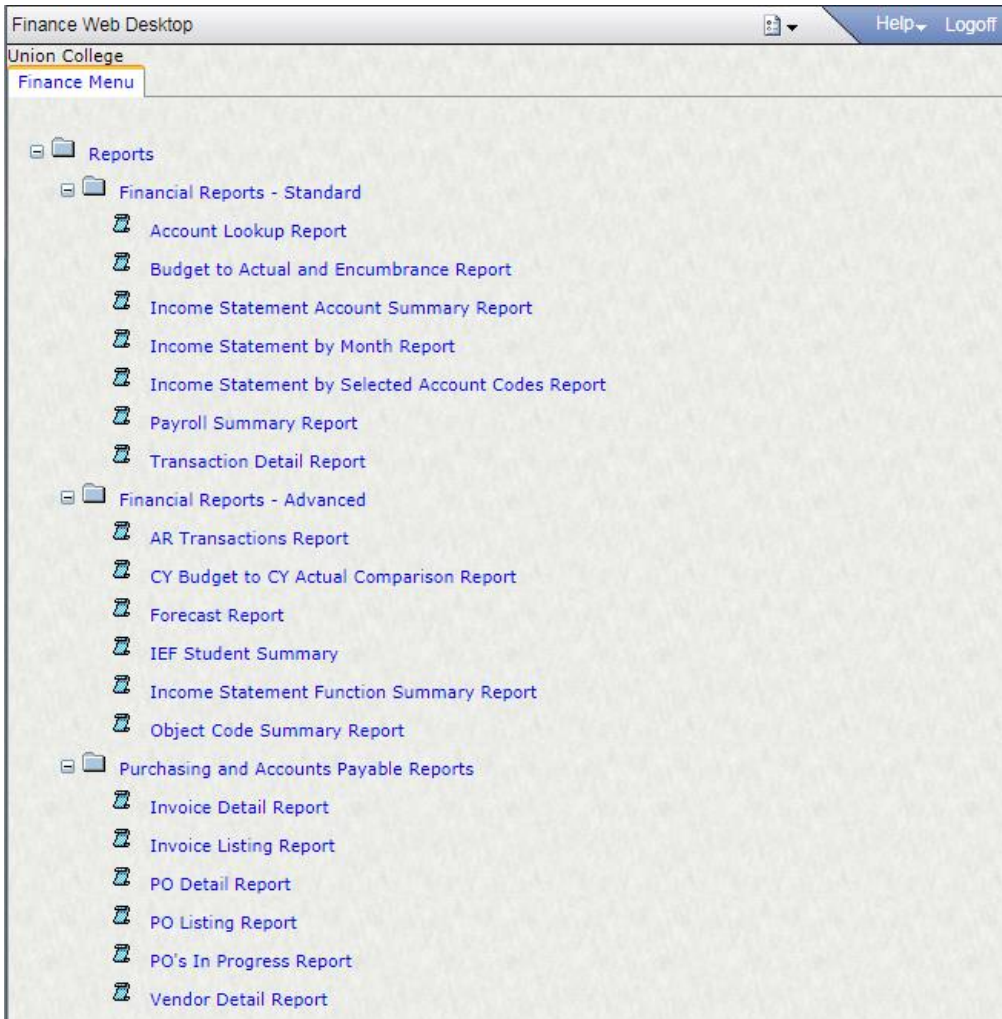 Finance Web Desktop
Help Logoff
Union College
Finance Menu
Reports
Financial Reports - Standard
Account Lookup Report
Budget to Actual and Encumbrance Report
Income Statement Account Summary Report
Income Statement by Month Report
Income Statement by Selected Account Codes Report
Payroll Summary Report
Transaction Detail Report
Financial Reports - Advanced
AR Transactions Report
CY Budget to CY Actual Comparison Report
Forecast Report
IEF Student Summary
Income Statement Function Summary Report
Object Code Summary Report
Purchasing and Accounts Payable Reports
Invoice Detail Report
Invoice Listing Report
PO Detail Report
PO Listing Report
PO's In Progress Report
Vendor Detail Report